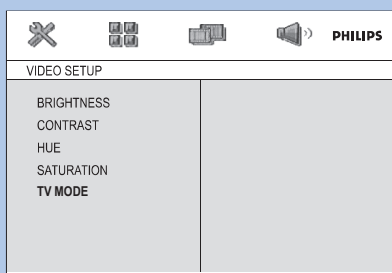 PHILIPS
VIDEO SETUP
BRIGHTNESS
CONTRAST
HUE
SATURATION
TV MODE